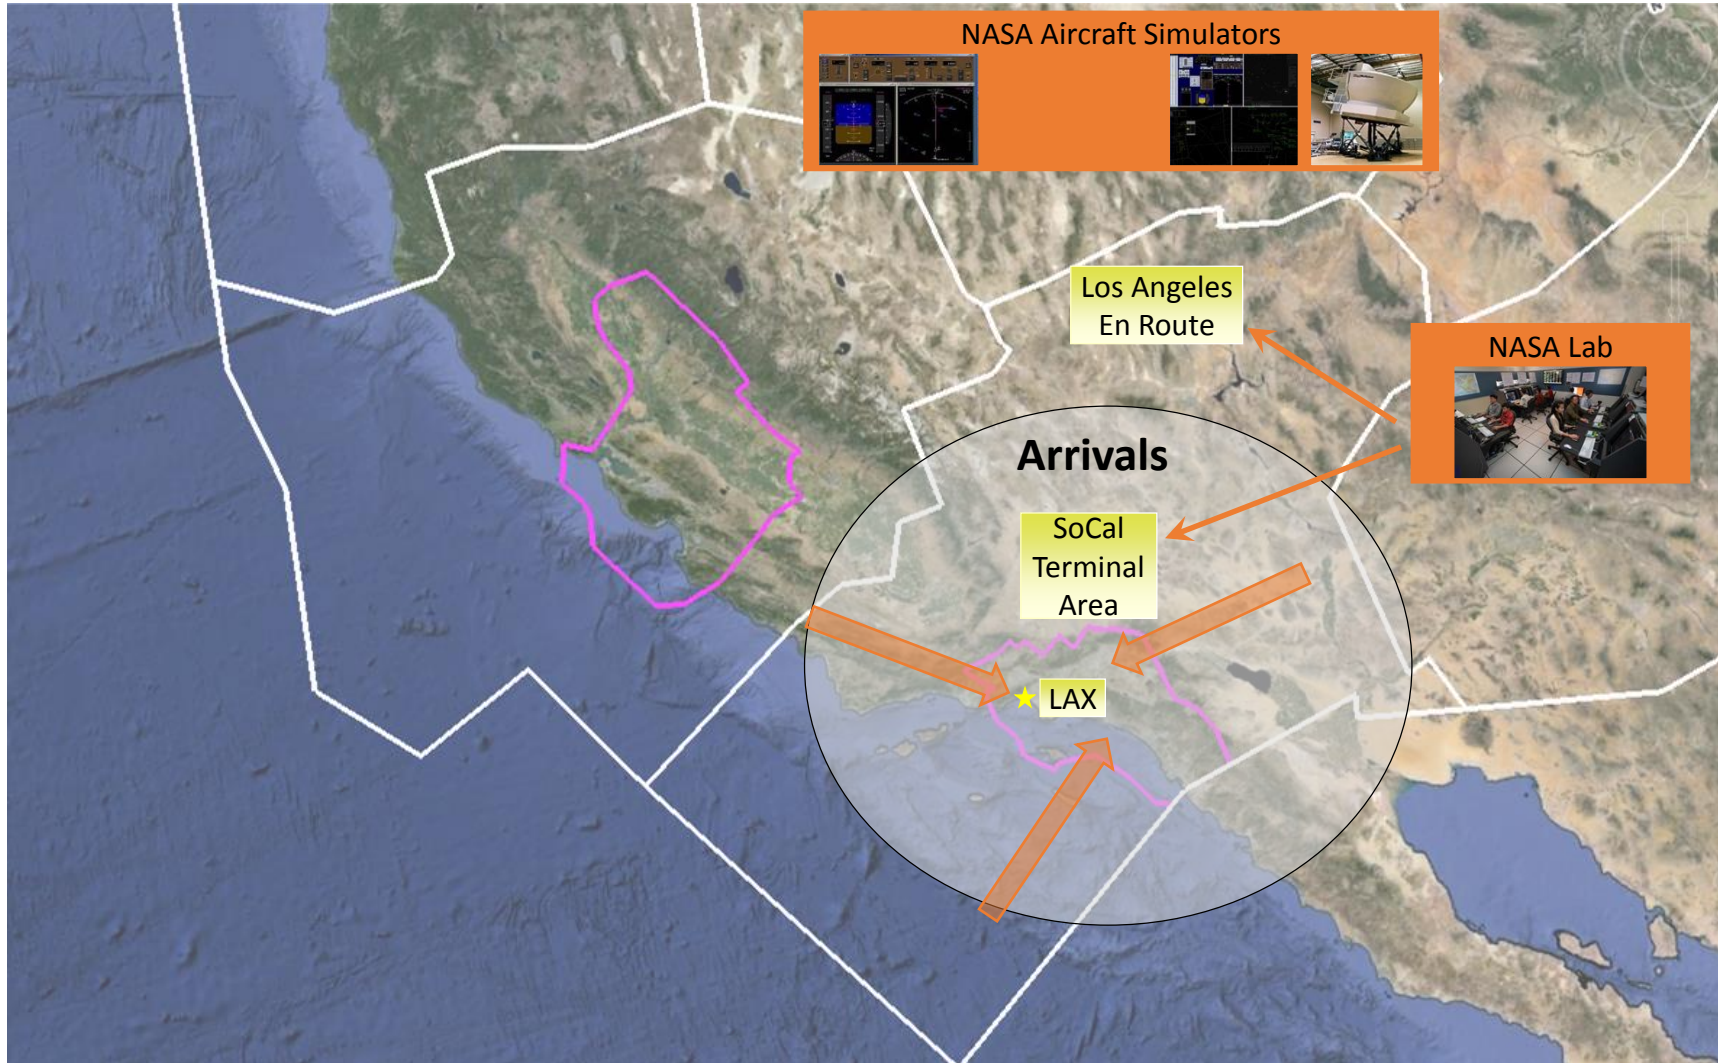 NASA Aircraft Simulators
Los Angeles
En Route
NASA Lab
Arrivals
SoCal
Terminal
Area
LAX